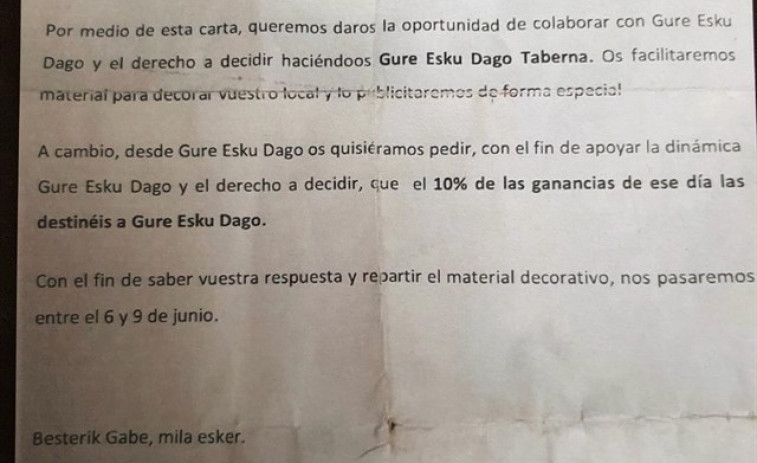 Por medio de esta carta, queremos daros la oportunidad de colaborar con Gure Esku
Dago y el derecho a decidir haciéndoos Gure Esku Dago Taberna. Os facilitaremos
material para decorar vuestro local y lo publicitaremos de forma especial
A cambio, desde Gure Esku Dago os quisiéramos pedir, con el fin de apoyar la dinámica
Gure Esku Dago y el derecho a decidir, que el 10% de las ganancias de ese día las
destinéis a Gure Esku Dago.
Con el fin de saber vuestra respuesta y repartir el material decorativo, nos pasaremos
entre el 6 y 9 de junio.
Besterik Gabe, mila esker.